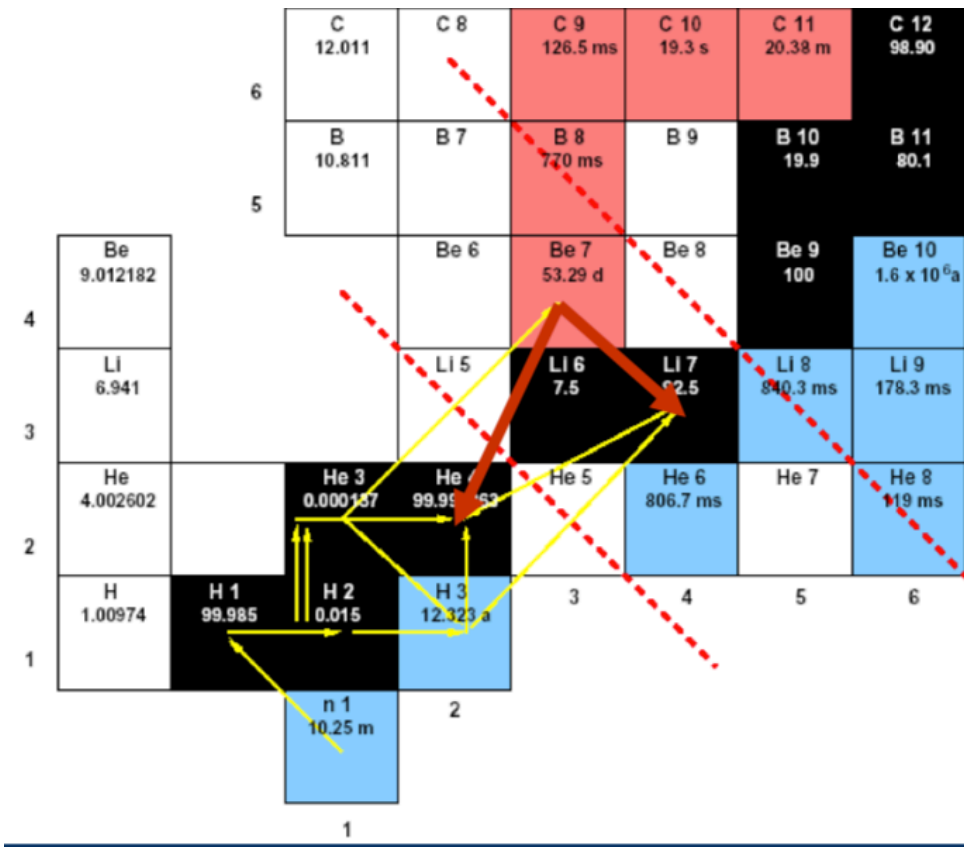 C
12.011
C 8
C 9
126.5 ms
C 10
19.3 s
C 11
20.38 m
C 12
98.90
6
B
10.811
B 7
B 8
770 ms
B 9
B 10
19.9
B 11
80.1
5
Be
9.012182
Be 6
Be 7
53.29 d
Be 8
Be 9
100
Be 10
1.6 x 10 6a
4
Li
6.941
Li 5
Li 6
7.5
Li 7
92.5
Li 8
840.3 ms
Li 9
178.3 ms
3
He
4.002602
He 3
0.000137
He 4
He 5
He 6
806.7 ms
He 7
He 8
119 ms
2
H
1.00974
H 1
99.985
H 2
0.015
H 3
12.323 a
3
4
5
6
1
n 1
10.25 m
2
1